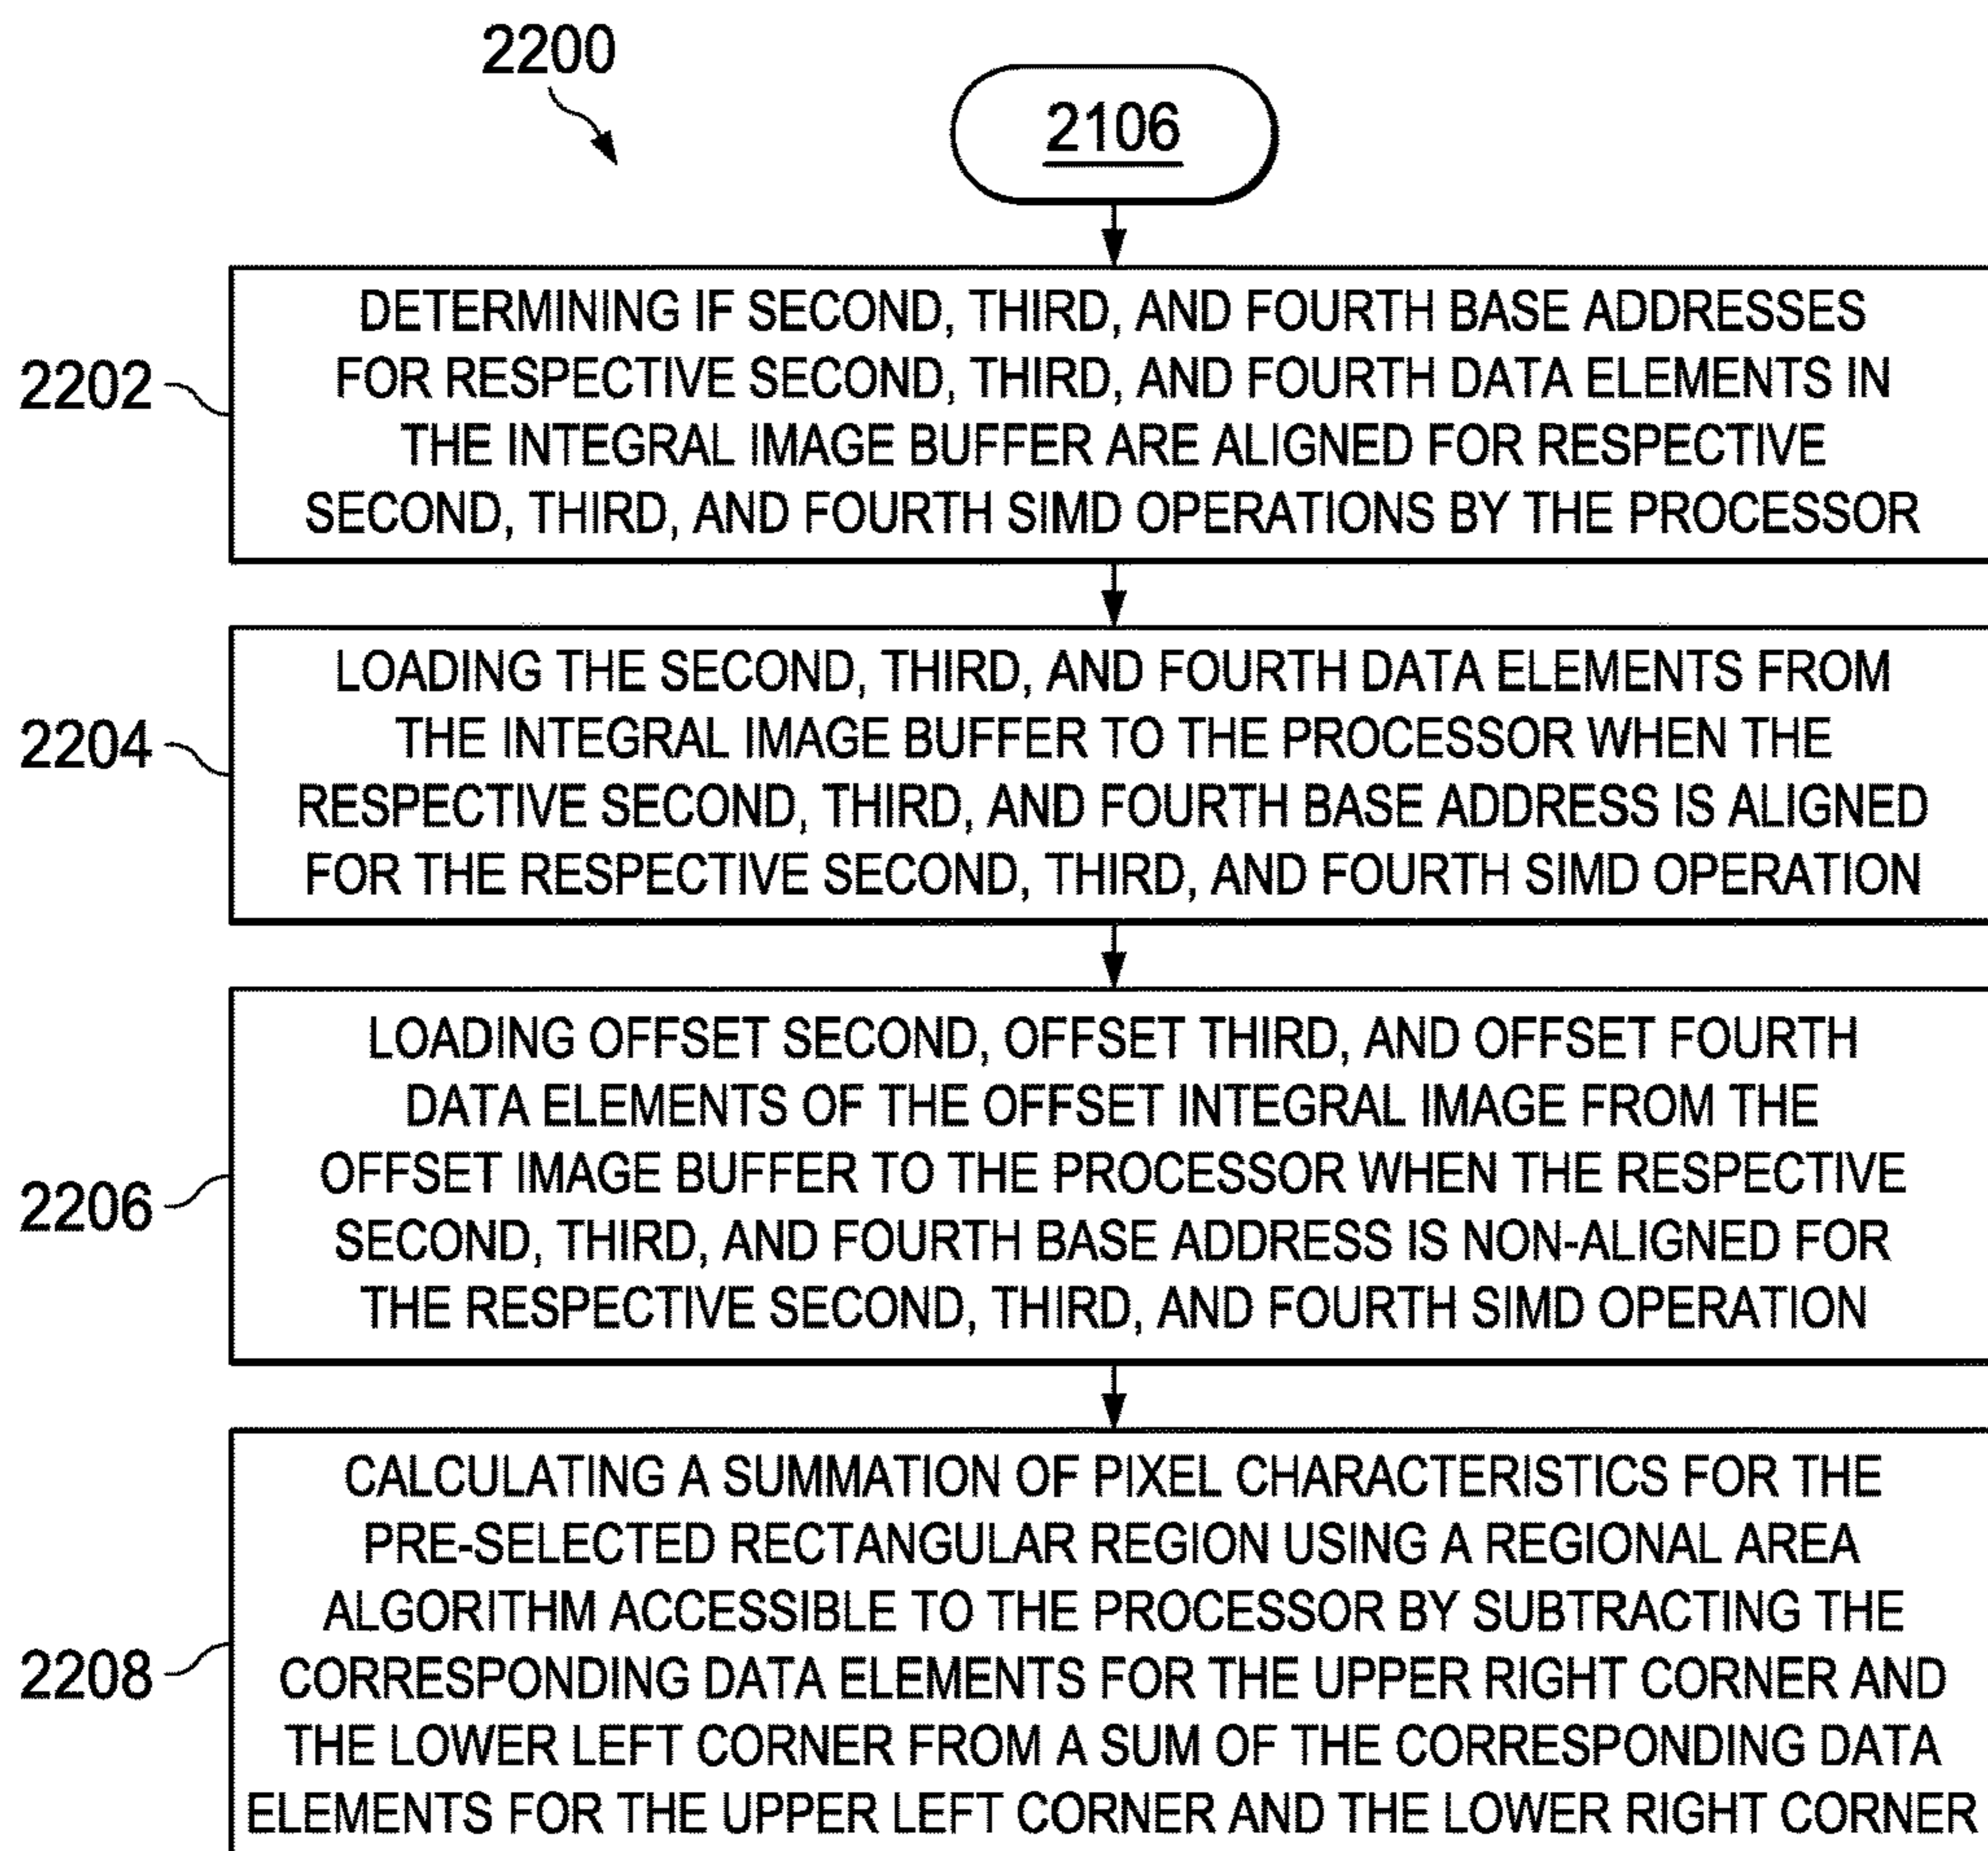 2200
2106
2202
DETERMINING IF SECOND, THIRD, AND FOURTH BASE ADDRESSES
FOR RESPECTIVE SECOND, THIRD, AND FOURTH DATA ELEMENTS IN
THE INTEGRAL IMAGE BUFFER ARE ALIGNED FOR RESPECTIVE
SECOND, THIRD, AND FOURTH SIMD OPERATIONS BY THE PROCESSOR
2204
LOADING THE SECOND, THIRD, AND FOURTH DATA ELEMENTS FROM
THE INTEGRAL IMAGE BUFFER TO THE PROCESSOR WHEN THE
RESPECTIVE SECOND, THIRD, AND FOURTH BASE ADDRESS IS ALIGNED
FOR THE RESPECTIVE SECOND, THIRD, AND FOURTH SIMD OPERATION
2206
LOADING OFFSET SECOND, OFFSET THIRD, AND OFFSET FOURTH
DATA ELEMENTS OF THE OFFSET INTEGRAL IMAGE FROM THE
OFFSET IMAGE BUFFER TO THE PROCESSOR WHEN THE RESPECTIVE
SECOND, THIRD, AND FOURTH BASE ADDRESS IS NON-ALIGNED FOR
THE RESPECTIVE SECOND, THIRD, AND FOURTH SIMD OPERATION
2208
CALCULATING A SUMMATION OF PIXEL CHARACTERISTICS FOR THE
PRE-SELECTED RECTANGULAR REGION USING A REGIONAL AREA
ALGORITHM ACCESSIBLE TO THE PROCESSOR BY SUBTRACTING THE
CORRESPONDING DATA ELEMENTS FOR THE UPPER RIGHT CORNER AND
THE LOWER LEFT CORNER FROM A SUM OF THE CORRESPONDING DATA
ELEMENTS FOR THE UPPER LEFT CORNER AND THE LOWER RIGHT CORNER